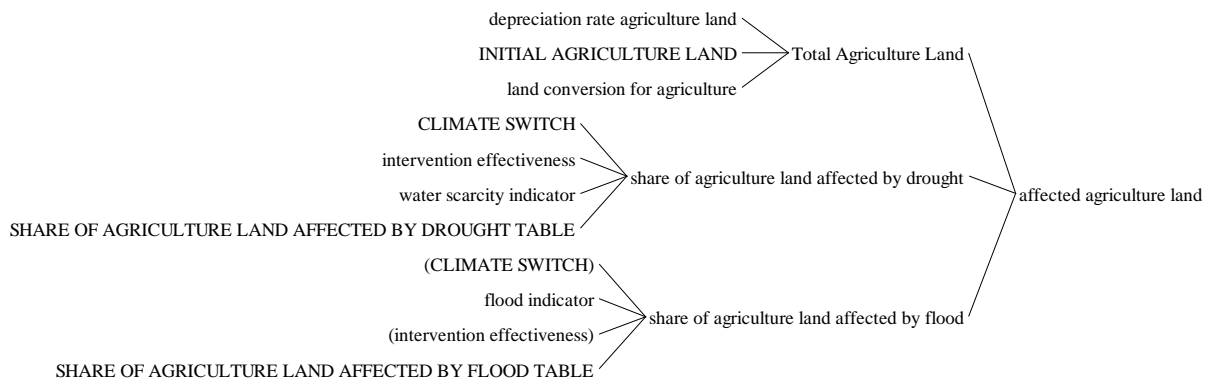 depreciation rate agriculture land
INITIAL AGRICULTURE LAND
Total Agriculture Land
land conversion for agriculture
CLIMATE SWITCH
intervention effectiveness
share of agriculture land affected by drought
water scarcity indicator
affected agriculture land
SHARE OF AGRICULTURE LAND AFFECTED BY DROUGHT TABLE
(CLIMATE SWITCH)
flood indicator
share of agriculture land affected by flood
(intervention effectiveness)
SHARE OF AGRICULTURE LAND AFFECTED BY FLOOD TABLE